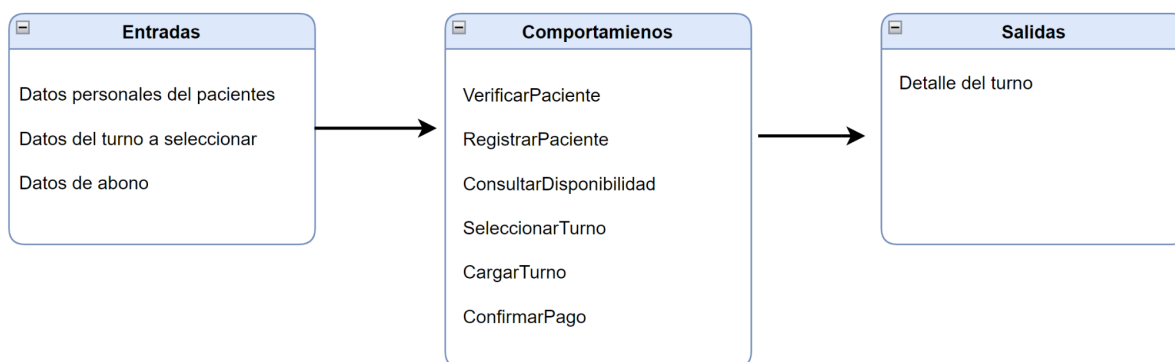 Entradas
Datos personales del pacientes
Datos del turno a seleccionar
Datos de abono
Comportamienos
VerificarPaciente
RegistrarPaciente
ConsultarDisponibilidad
SeleccionarTurno
CargarTurno
ConfirmarPago
Salidas
Detalle del turno